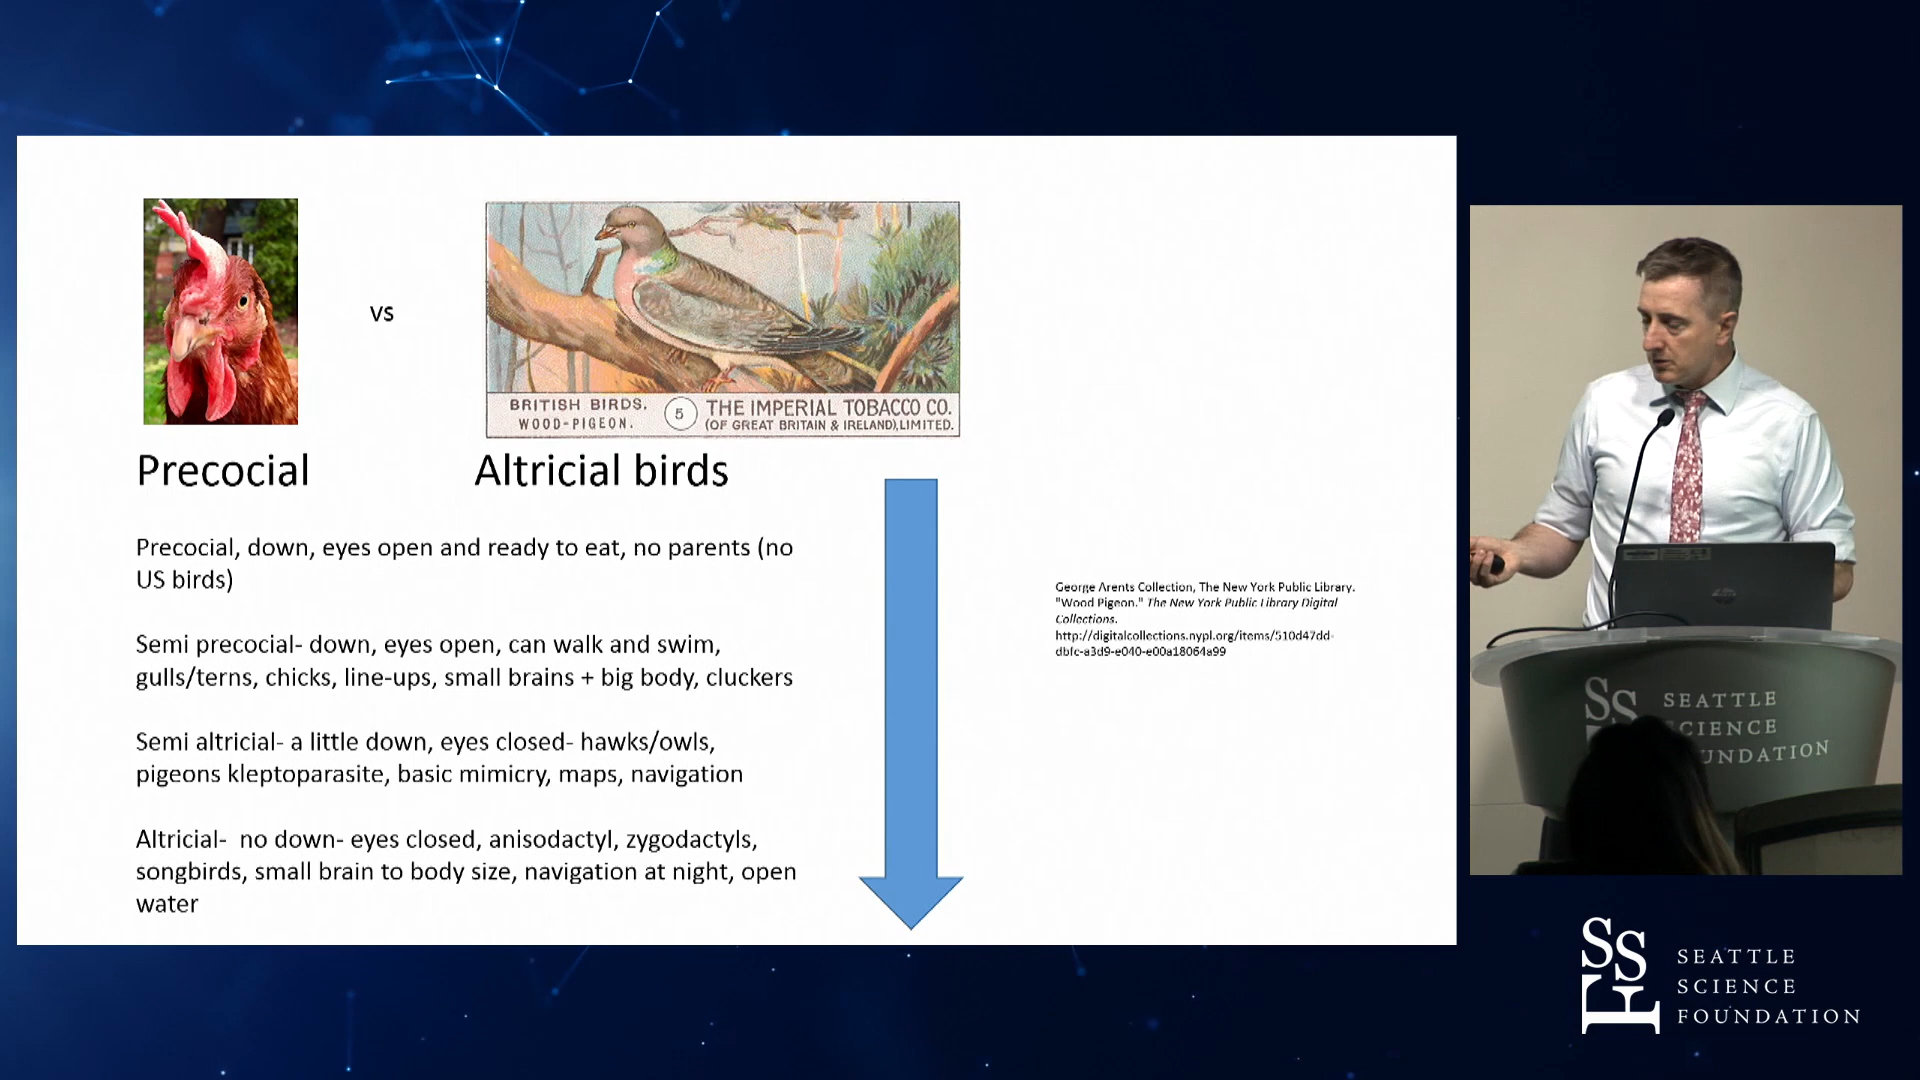 vs
BRITISH BIRDS.
WOOD-PIGEON.
5
THE IMPERIAL TOBACCO CO.
(OF GREAT BRITAIN & IRELAND), LIMITED.
Precocial
Altricial birds
Precocial, down, eyes open and ready to eat, no parents (no
US birds)
Semi precocial- down, eyes open, can walk and swim,
gulls/terns, chicks, line-ups, small brains + big body, cluckers
Semi altricial- a little down, eyes closed- hawks/owls,
pigeons kleptoparasite, basic mimicry, maps, navigation
Altricial-  no down- eyes closed, anisodactyl, zygodactyls,
songbirds, small brain to body size, navigation at night, open
water
George Arents Collection, The New York Public Library.
"Wood Pigeon." The New York Public Library Digital
Collections.
http://digitalcollections.nypl.org/items/510d47dd-
dbfc-a3d9-e040-e00a18064a99
SS
SEATTLE
SCIENCE
FOUNDATION
SSF
SEATTLE
SCIENCE
FOUNDATION